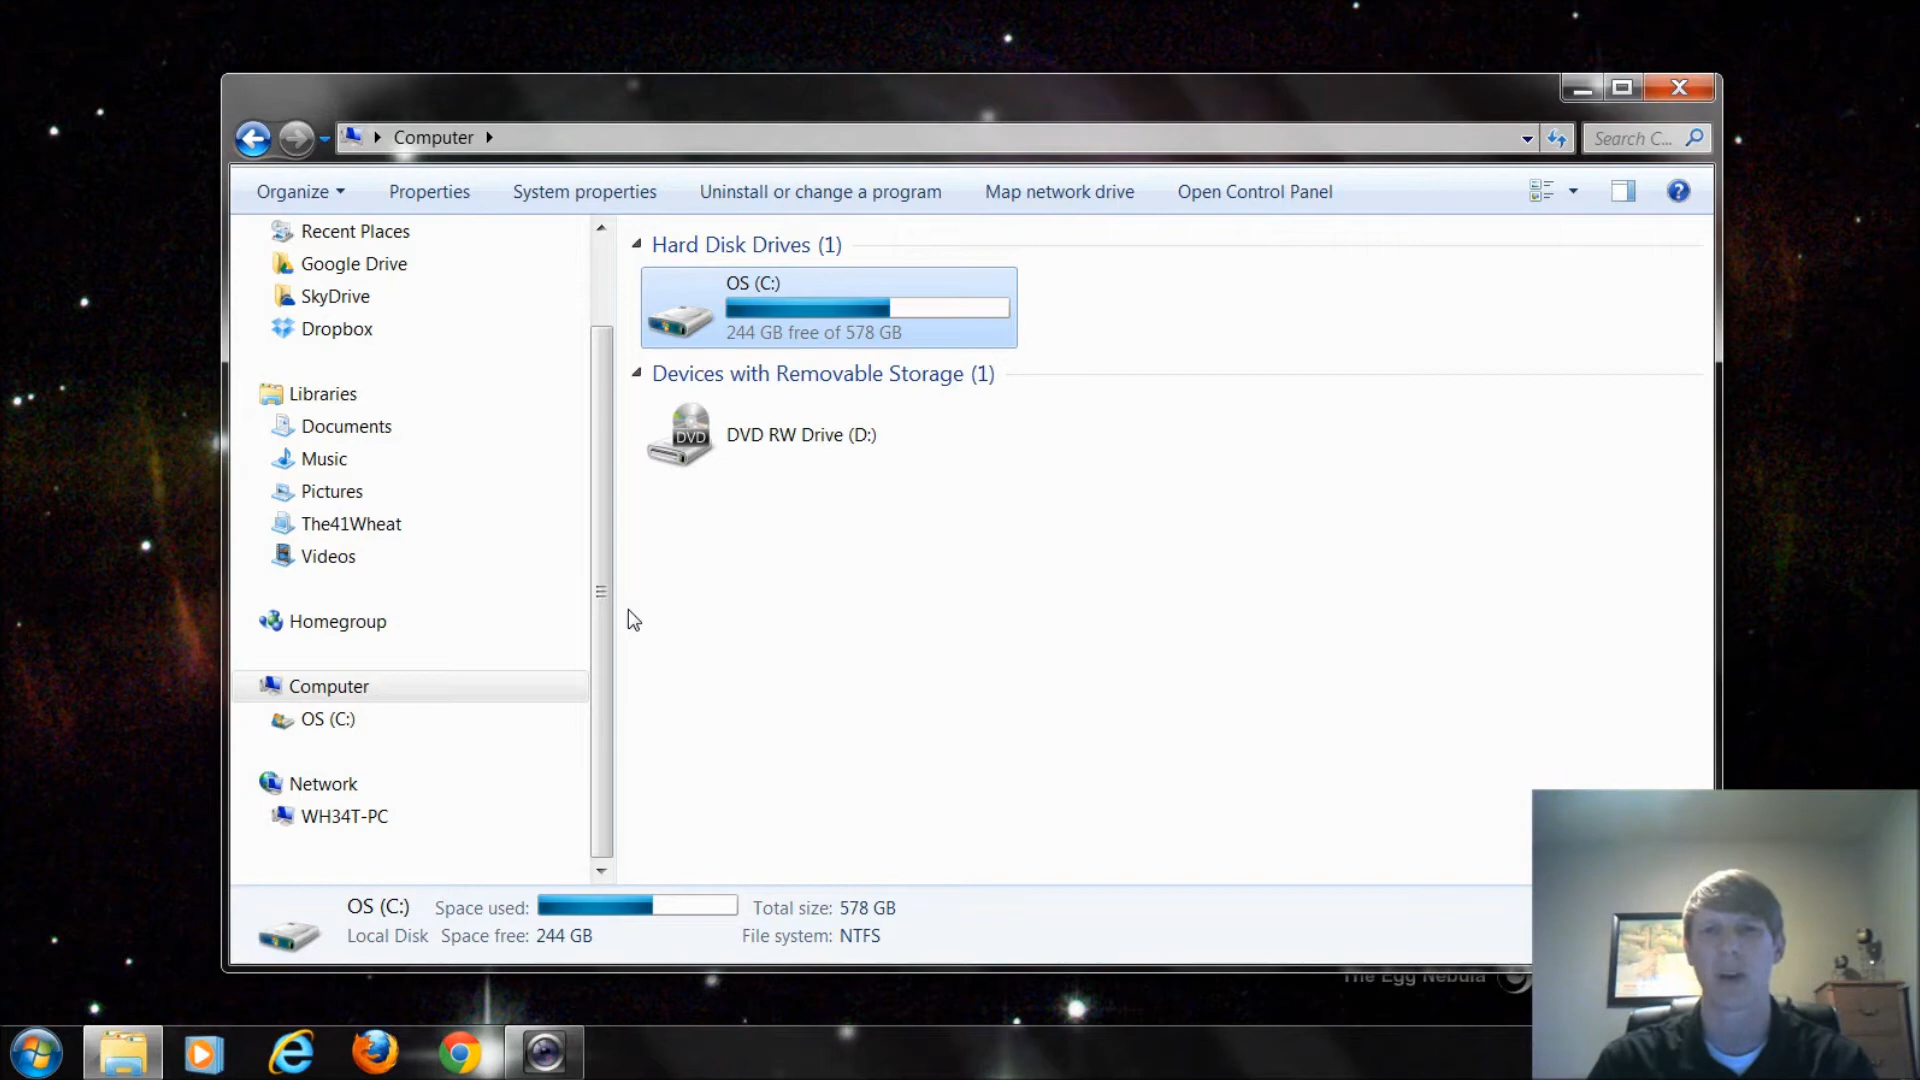 Computer
Search C...
Organize
Properties
System properties
Uninstall or change a program
Map network drive
Open Control Panel
Recent Places
Google Drive
SkyDrive
Dropbox
Libraries
Documents
Music
Pictures
The41Wheat
Videos
Homegroup
Computer
OS (C:)
Network
WH34T-PC
Hard Disk Drives (1)
OS (C:)
244 GB free of 578 GB
Devices with Removable Storage (1)
DVD
DVD RW Drive (D:)
OS (C:) Space used: Total size: 578 GB
Local Disk Space free: 244 GB File system: NTFS
The Egg Nebula